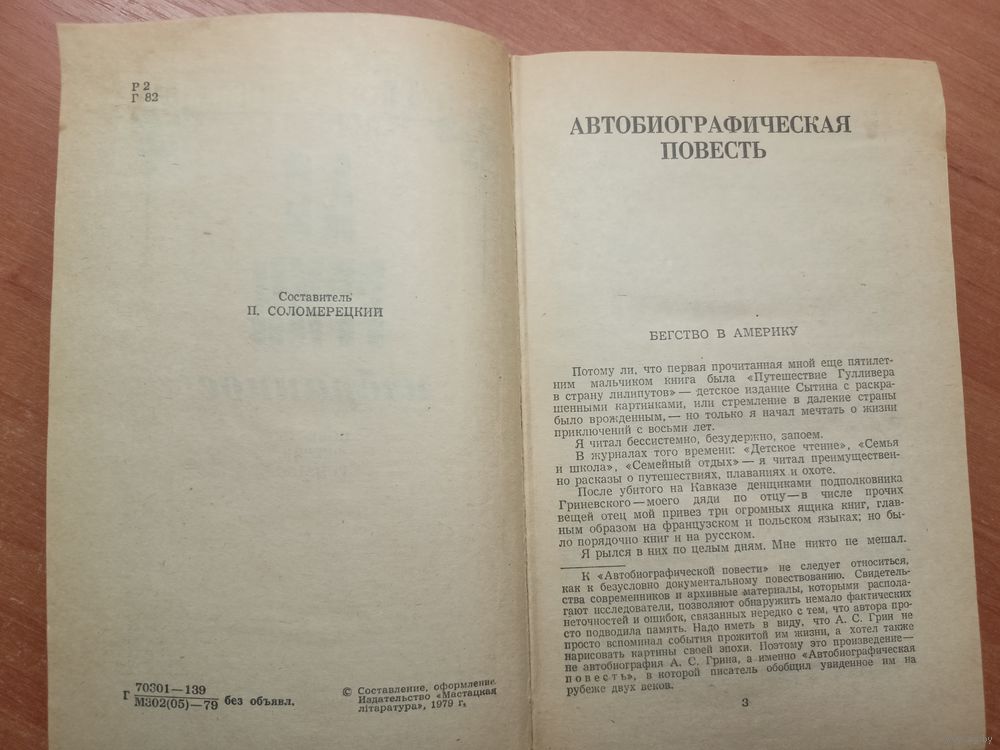 Р 2
Г 82
Составитель
П. СОЛОМЕРЕЦКИЙ
Г 70301—139
М302(05)—79 без объявл.
© Составление, оформление.
Издательство «Мастацкая
літаратура», 1979 г.
АВТОБИОГРАФИЧЕСКАЯ
ПОВЕСТЬ
БЕГСТВО В АМЕРИКУ
Потому ли, что первая прочитанная мной еще пятилет-
ним мальчиком книга была «Путешествие Гулливера
в страну лилипутов» — детское издание Сытина с раскра-
шенными картинками, или стремление в далекие страны
было врожденным, — но только я начал мечтать о жизни
приключений с восьми лет.
Я читал бессистемно, безудержно, запоем.
В журналах того времени: «Детское чтение», «Семья
и школа», «Семейный отдых» — я читал преимуществен-
но рассказы о путешествиях, плаваниях и охоте.
После убитого на Кавказе денщиками подполковника
Гриневского — моего дяди по отцу — в числе прочих
вещей отец мой привез три огромных ящика книг, глав-
ным образом на французском и польском языках; но бы-
ло порядочно книг и на русском.
Я рылся в них по целым дням. Мне никто не мешал.
К «Автобиографической повести» не следует относиться,
как к безусловно документальному повествованию. Свидетель-
ства современников и архивные материалы, которыми распола-
гают исследователи, позволяют обнаружить немало фактических
неточностей и ошибок, связанных нередко с тем, что автора про-
сто подводила память. Надо иметь в виду, что А. С. Грин не
просто вспоминал события прожитой им жизни, а хотел также
нарисовать картины своей эпохи. Поэтому это произведение—
не автобиография А. С. Грина, а именно «Автобиографическая
повесть», в которой писатель обобщил увиденное им на
рубеже двух веков.
3